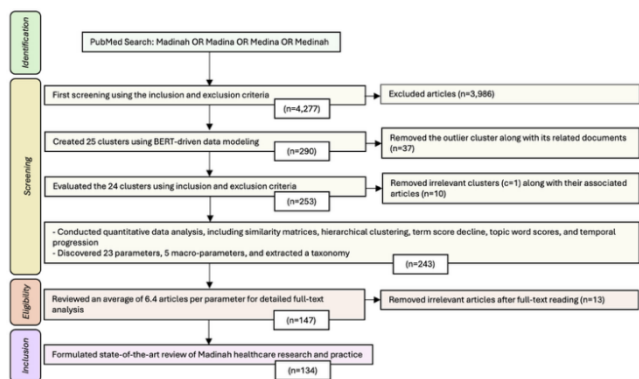 Identification
PubMed Search: Madinah OR Madina OR Medina OR Medinah
Screening
First screening using the inclusion and exclusion criteria
(n=4,277)
Excluded articles (n=3,986)
Created 25 clusters using BERT-driven data modeling
(n=290)
Removed the outlier cluster along with its related documents
(n=37)
Evaluated the 24 clusters using inclusion and exclusion criteria
(n=253)
Removed irrelevant clusters (c=1) along with their associated
articles (n=10)
- Conducted quantitative data analysis, including similarity matrices, hierarchical clustering, term score decline, topic word scores, and temporal
progression
- Discovered 23 parameters, 5 macro-parameters, and extracted a taxonomy
(n=243)
Eligibility
Reviewed an average of 6.4 articles per parameter for detailed full-text
analysis
(n=147)
Removed irrelevant articles after full-text reading (n=13)
Inclusion
Formulated state-of-the-art review of Madinah healthcare research and practice
(n=134)